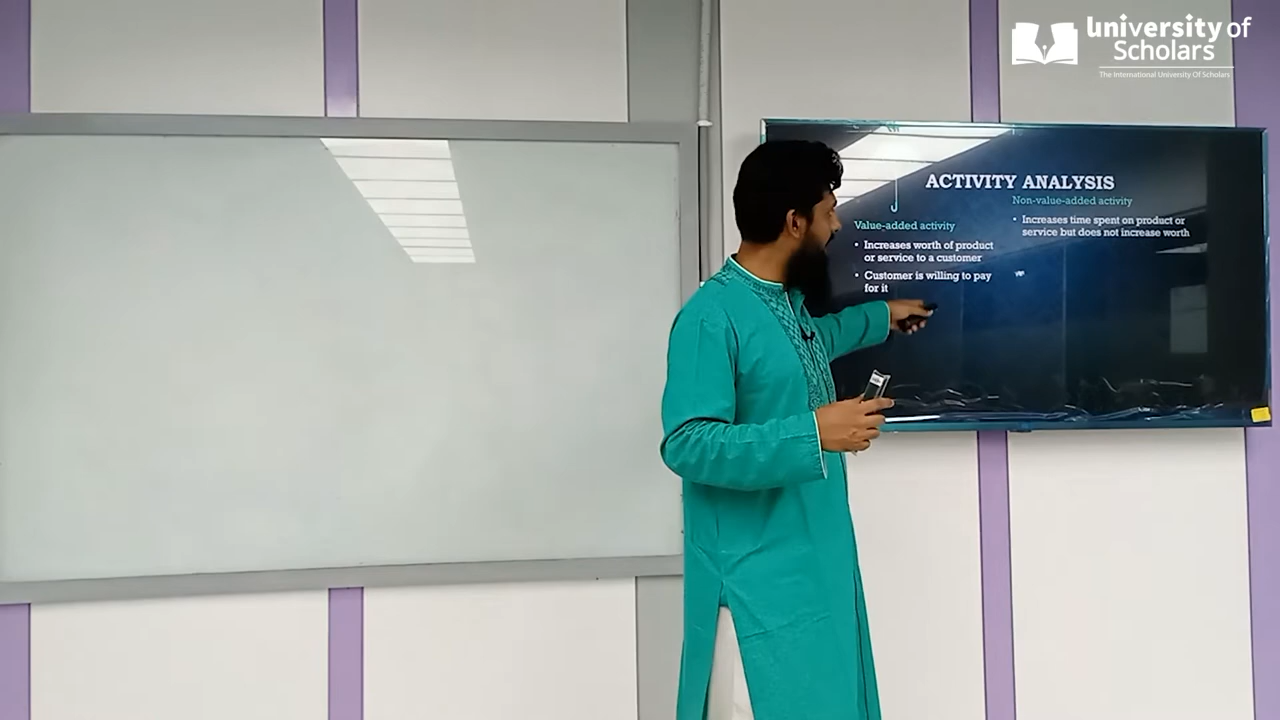 University of
Scholars
The International University Of Scholars
ACTIVITY ANALYSIS
Value-added activity
• Increases worth of product
or service to a customer
• Customer is willing to pay
for it
Non-value-added activity
• Increases time spent on product or
service but does not increase worth